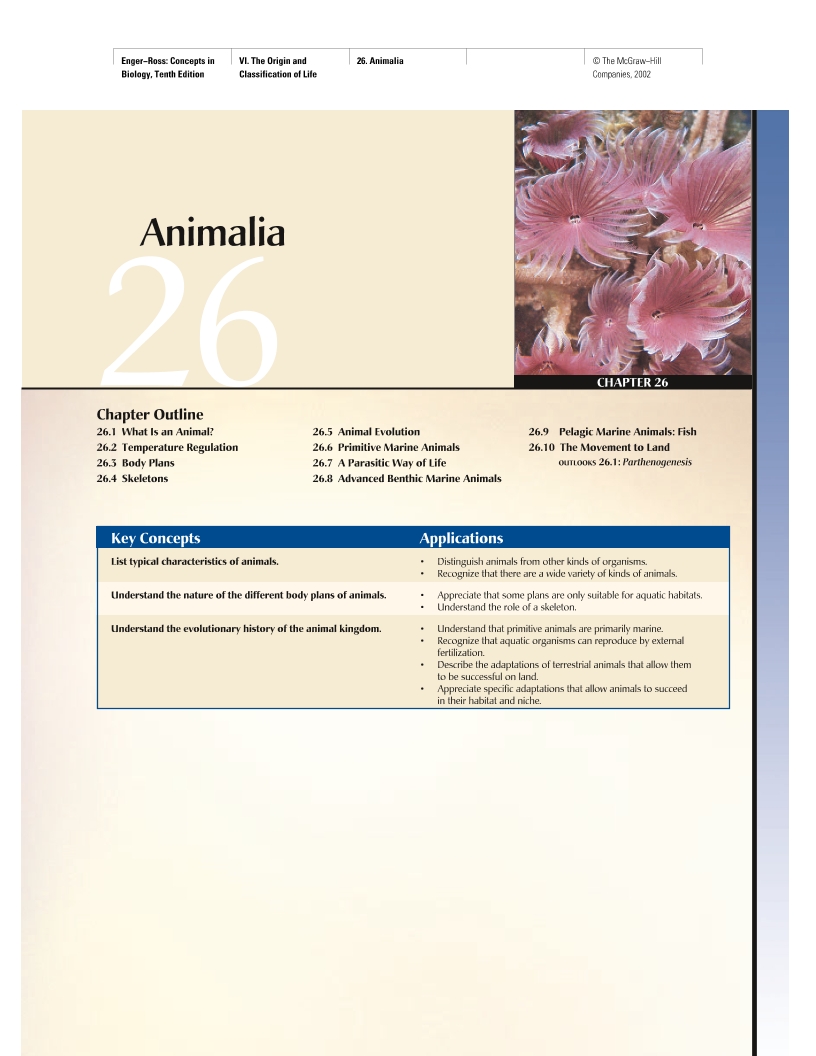 Enger–Ross: Concepts in
Biology, Tenth Edition
VI. The Origin and
Classification of Life
26. Animalia
© The McGraw–Hill
Companies, 2002
Animalia
26
CHAPTER 26
Chapter Outline
26.1 What Is an Animal?
26.2 Temperature Regulation
26.3 Body Plans
26.4 Skeletons
26.5 Animal Evolution
26.6 Primitive Marine Animals
26.7 A Parasitic Way of Life
26.8 Advanced Benthic Marine Animals
26.9 Pelagic Marine Animals: Fish
26.10 The Movement to Land
OUTLOOKS 26.1: Parthenogenesis
Key Concepts
Applications
List typical characteristics of animals.
• Distinguish animals from other kinds of organisms.
• Recognize that there are a wide variety of kinds of animals.
Understand the nature of the different body plans of animals.
• Appreciate that some plans are only suitable for aquatic habitats.
• Understand the role of a skeleton.
Understand the evolutionary history of the animal kingdom.
• Understand that primitive animals are primarily marine.
• Recognize that aquatic organisms can reproduce by external
fertilization.
• Describe the adaptations of terrestrial animals that allow them
to be successful on land.
• Appreciate specific adaptations that allow animals to succeed
in their habitat and niche.